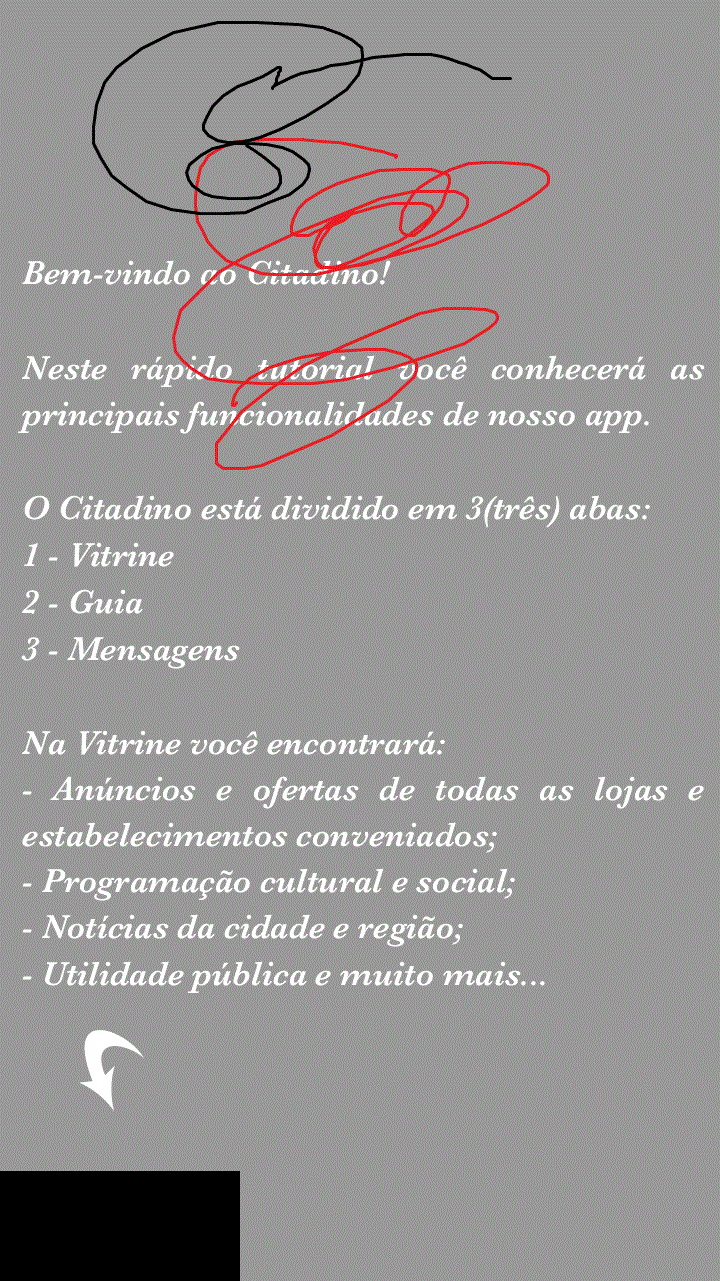 Bem-vindo ao Citadino!
Neste rápido tutorial você conhecerá as
principais funcionalidades de nosso app.
O Citadino está dividido em 3(três) abas:
1 - Vitrine
2 - Guia
3 - Mensagens
Na Vitrine você encontrará:
- Anúncios e ofertas de todas as lojas e
estabelecimentos conveniados;
- Programação cultural e social;
- Notícias da cidade e região;
- Utilidade pública e muito mais...